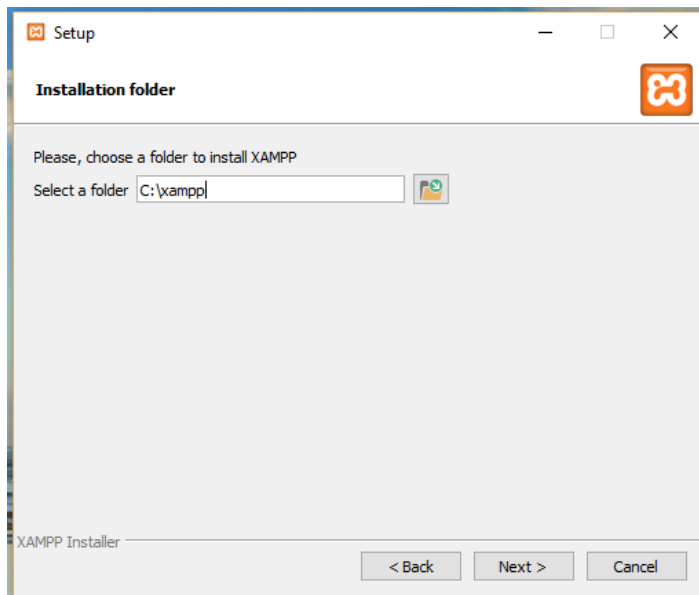 Setup
Installation folder
Please, choose a folder to install XAMPP
Select a folder C:\xampp
XAMPP Installer
< Back Next > Cancel